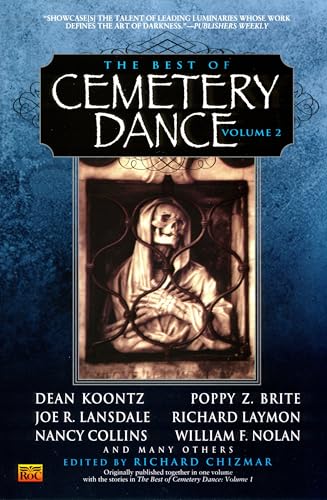 "SHOWCASE[S] THE TALENT OF LEADING LUMINARIES WHOSE WORK
DEFINES THE ART OF DARKNESS."—PUBLISHERS WEEKLY
THE BEST OF
CEMETERY
DANCE
VOLUME 2
DEAN KOONTZ POPPY Z. BRITE
JOE R. LANSDALE RICHARD LAYMON
NANCY COLLINS WILLIAM F. NOLAN
AND MANY OTHERS
EDITED BY RICHARD CHIZMAR
Originally published together in one volume
with the stories in The Best of Cemetery Dance: Volume 1
ROC